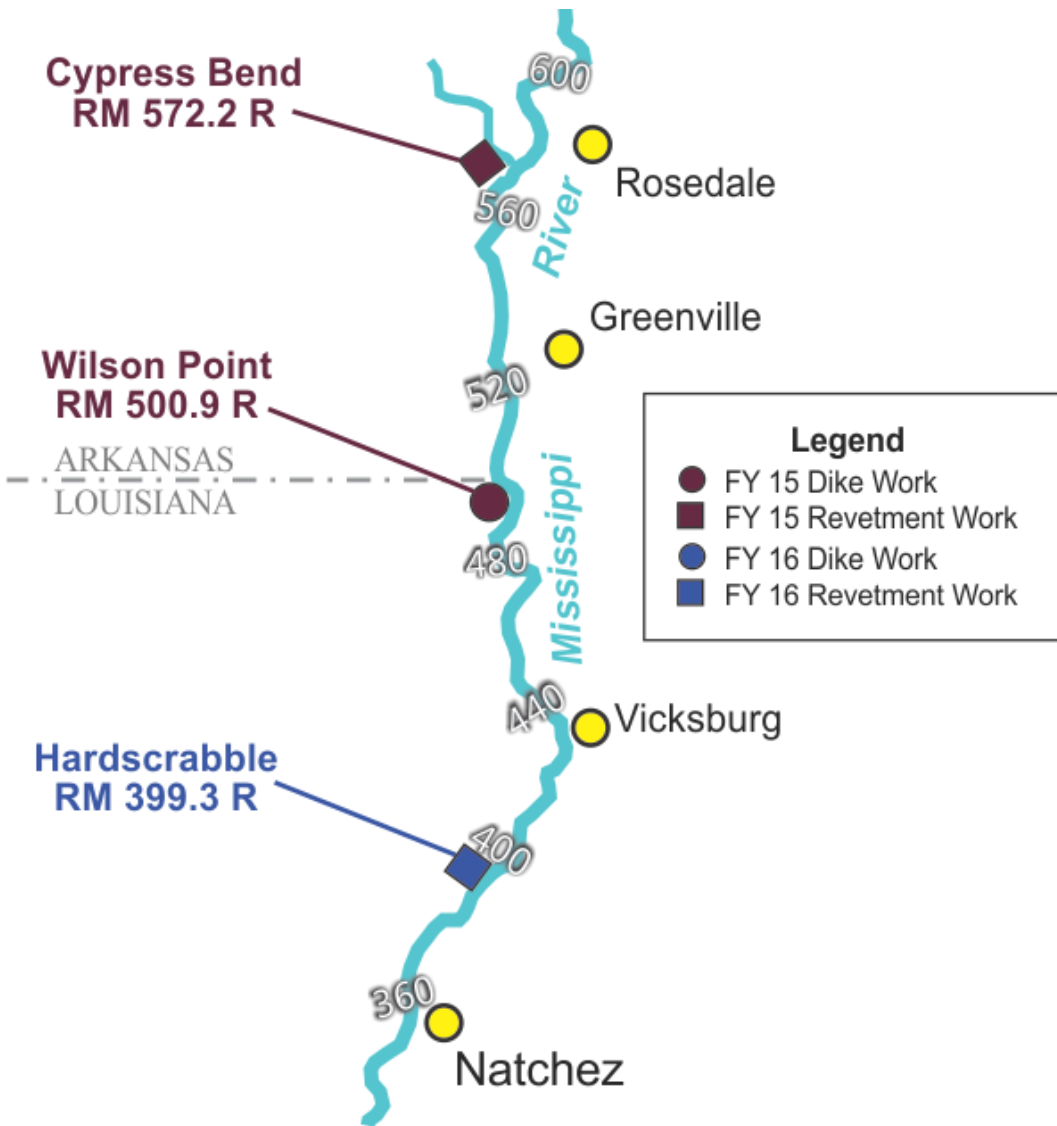 600
Cypress Bend
RM 572.2 R
Rosedale
560
River
Greenville
Wilson Point
RM 500.9 R
520
ARKANSAS
LOUISIANA
Legend
FY 15 Dike Work
FY 15 Revetment Work
FY 16 Dike Work
FY 16 Revetment Work
480
Mississippi
440
Vicksburg
Hardscrabble
RM 399.3 R
400
360
Natchez